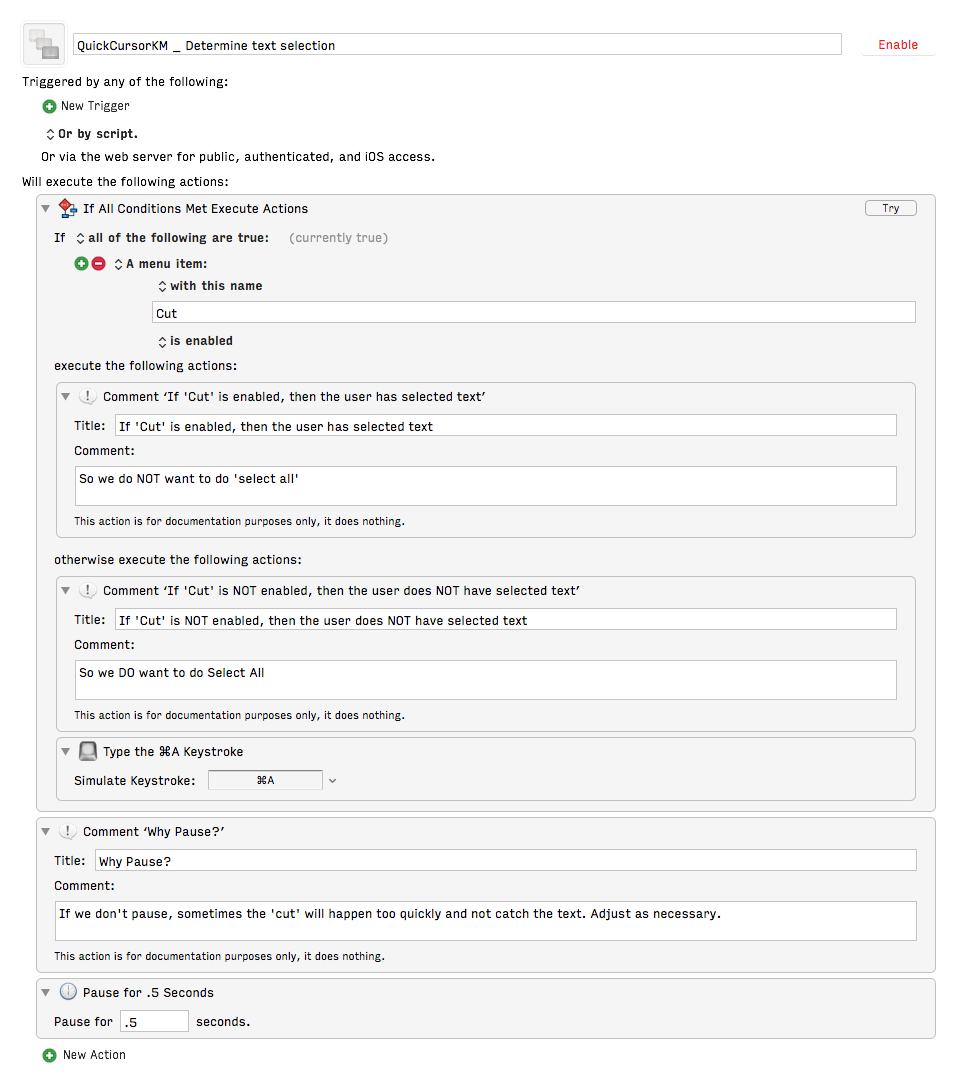 QuickCursorKM _ Determine text selection
Enable
Triggered by any of the following:
New Trigger
Or by script.
Or via the web server for public, authenticated, and iOS access.
Will execute the following actions:
If All Conditions Met Execute Actions
Try
If all of the following are true: (currently true)
A menu item:
with this name
Cut
is enabled
execute the following actions:
Comment ‘If 'Cut' is enabled, then the user has selected text’
Title: If 'Cut' is enabled, then the user has selected text
Comment:
So we do NOT want to do 'select all'
This action is for documentation purposes only, it does nothing.
otherwise execute the following actions:
Comment ‘If 'Cut' is NOT enabled, then the user does NOT have selected text’
Title: If 'Cut' is NOT enabled, then the user does NOT have selected text
Comment:
So we DO want to do Select All
This action is for documentation purposes only, it does nothing.
Type the ⌘A Keystroke
Simulate Keystroke: ⌘A
Comment ‘Why Pause?’
Title: Why Pause?
Comment:
If we don't pause, sometimes the 'cut' will happen too quickly and not catch the text. Adjust as necessary.
This action is for documentation purposes only, it does nothing.
Pause for .5 Seconds
Pause for .5 seconds.
New Action